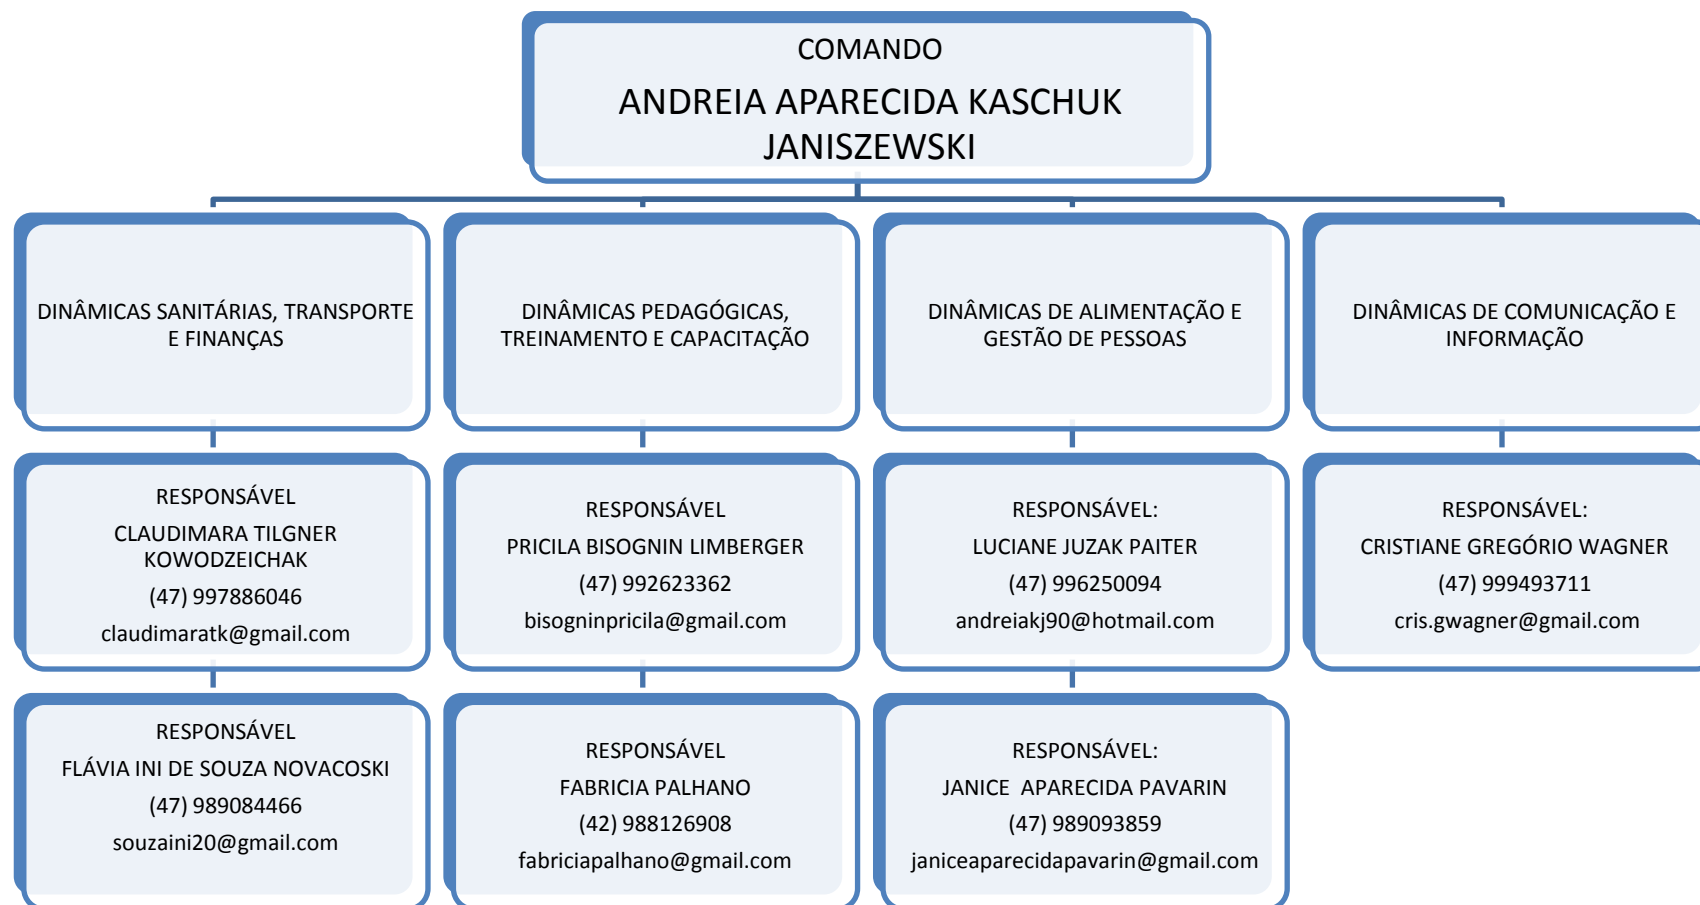 COMANDO
ANDREIA APARECIDA KASCHUK
JANISZEWSKI
DINÂMICAS SANITÁRIAS, TRANSPORTE
E FINANÇAS
DINÂMICAS PEDAGÓGICAS,
TREINAMENTO E CAPACITAÇÃO
DINÂMICAS DE ALIMENTAÇÃO E
GESTÃO DE PESSOAS
DINÂMICAS DE COMUNICAÇÃO E
INFORMAÇÃO
RESPONSÁVEL
CLAUDIMARA TILGNER
KOWODZEICHAK
(47) 997886046
claudimaratk@gmail.com
RESPONSÁVEL
PRICILA BISOGNIN LIMBERGER
(47) 992623362
bisogninpricila@gmail.com
RESPONSÁVEL:
LUCIANE JUZAK PAITER
(47) 996250094
andreiakj90@hotmail.com
RESPONSÁVEL:
CRISTIANE GREGÓRIO WAGNER
(47) 999493711
cris.gwagner@gmail.com
RESPONSÁVEL
FLÁVIA INI DE SOUZA NOVACOSKI
(47) 989084466
souzaini20@gmail.com
RESPONSÁVEL
FABRICIA PALHANO
(42) 988126908
fabriciapalhano@gmail.com
RESPONSÁVEL:
JANICE  APARECIDA PAVARIN
(47) 989093859
janiceaparecidapavarin@gmail.com